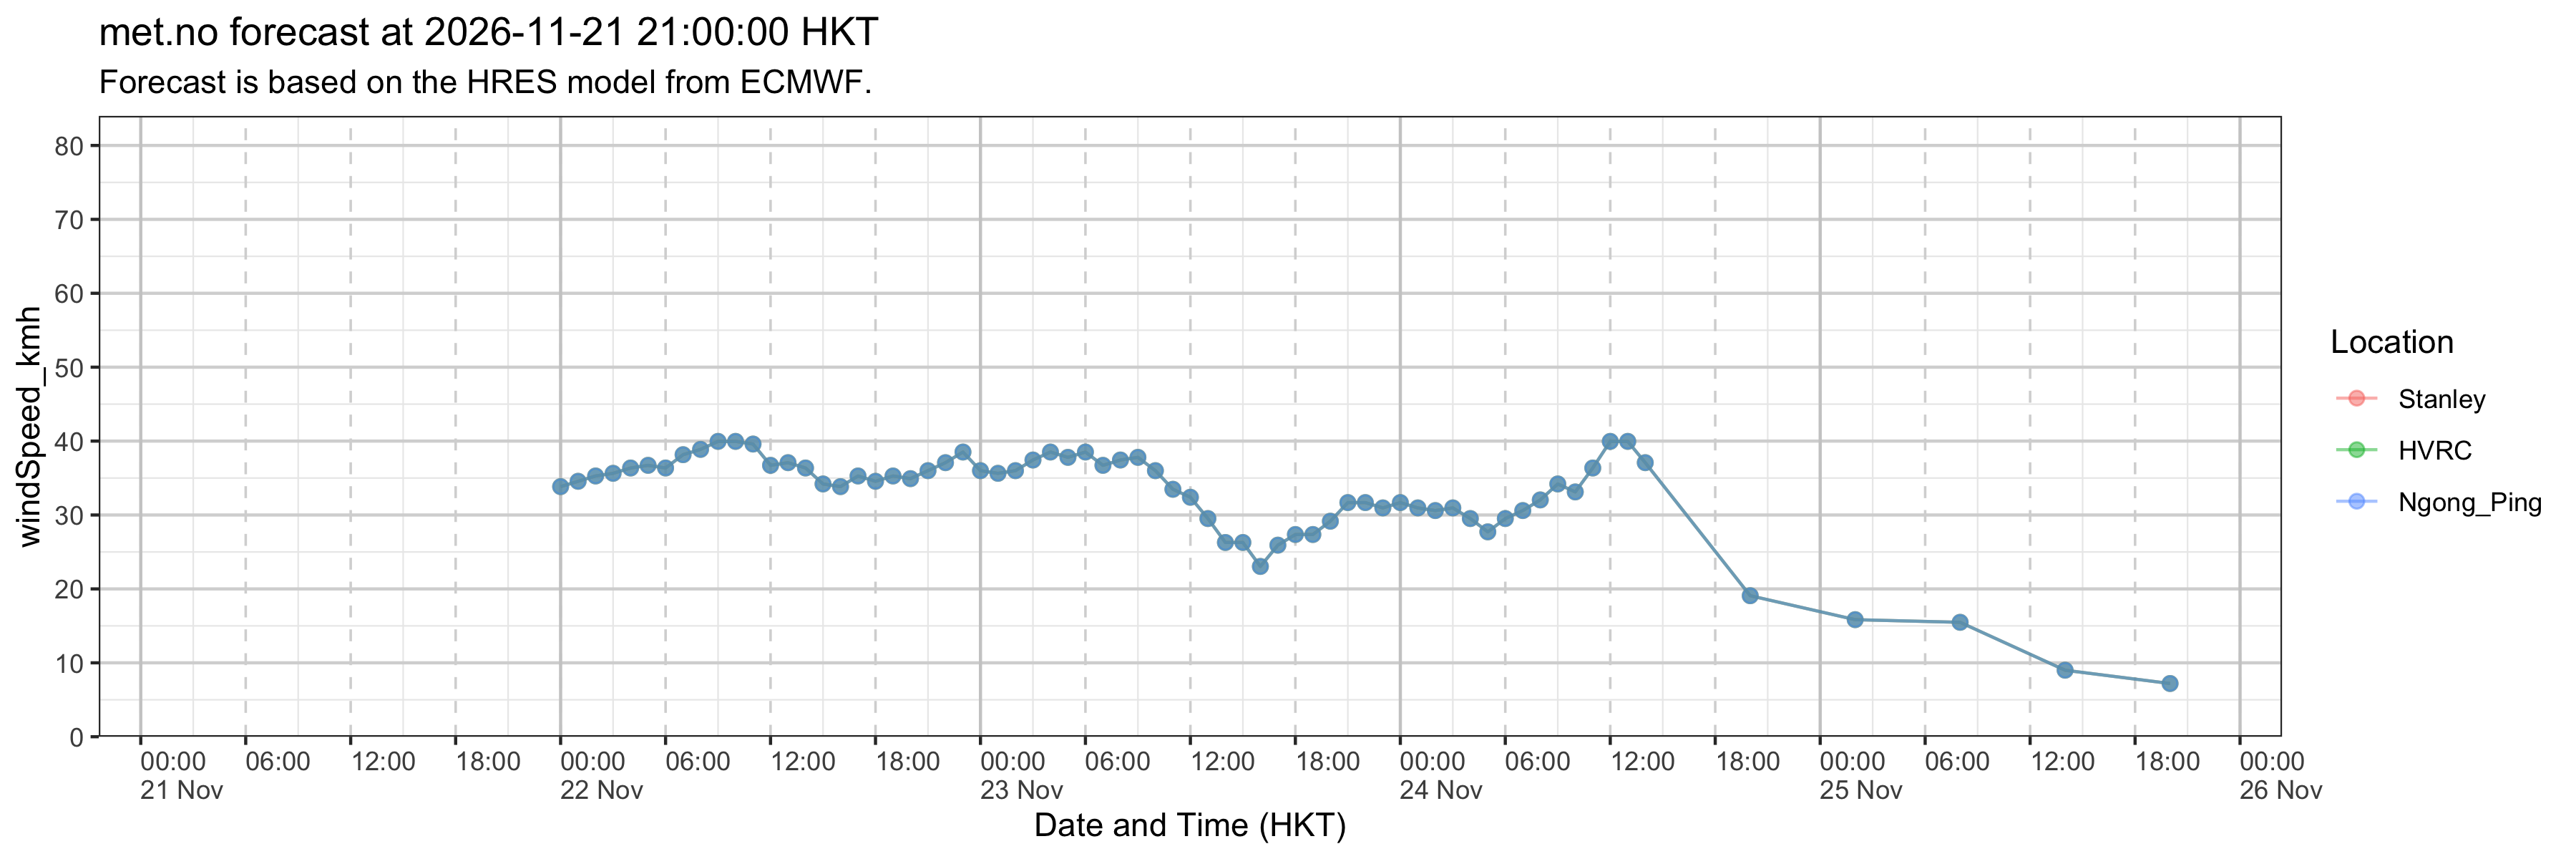 met.no forecast at 2026-11-21 21:00:00 HKT
Forecast is based on the HRES model from ECMWF.
windSpeed_kmh
80
70
60
50
40
30
20
10
0
00:00 06:00 12:00 18:00 00:00 06:00 12:00 18:00 00:00 06:00 12:00 18:00 00:00 06:00 12:00 18:00 00:00 06:00 12:00 18:00 00:00
21 Nov 22 Nov 23 Nov 24 Nov 25 Nov 26 Nov
Date and Time (HKT)
Location
Stanley
HVRC
Ngong_Ping